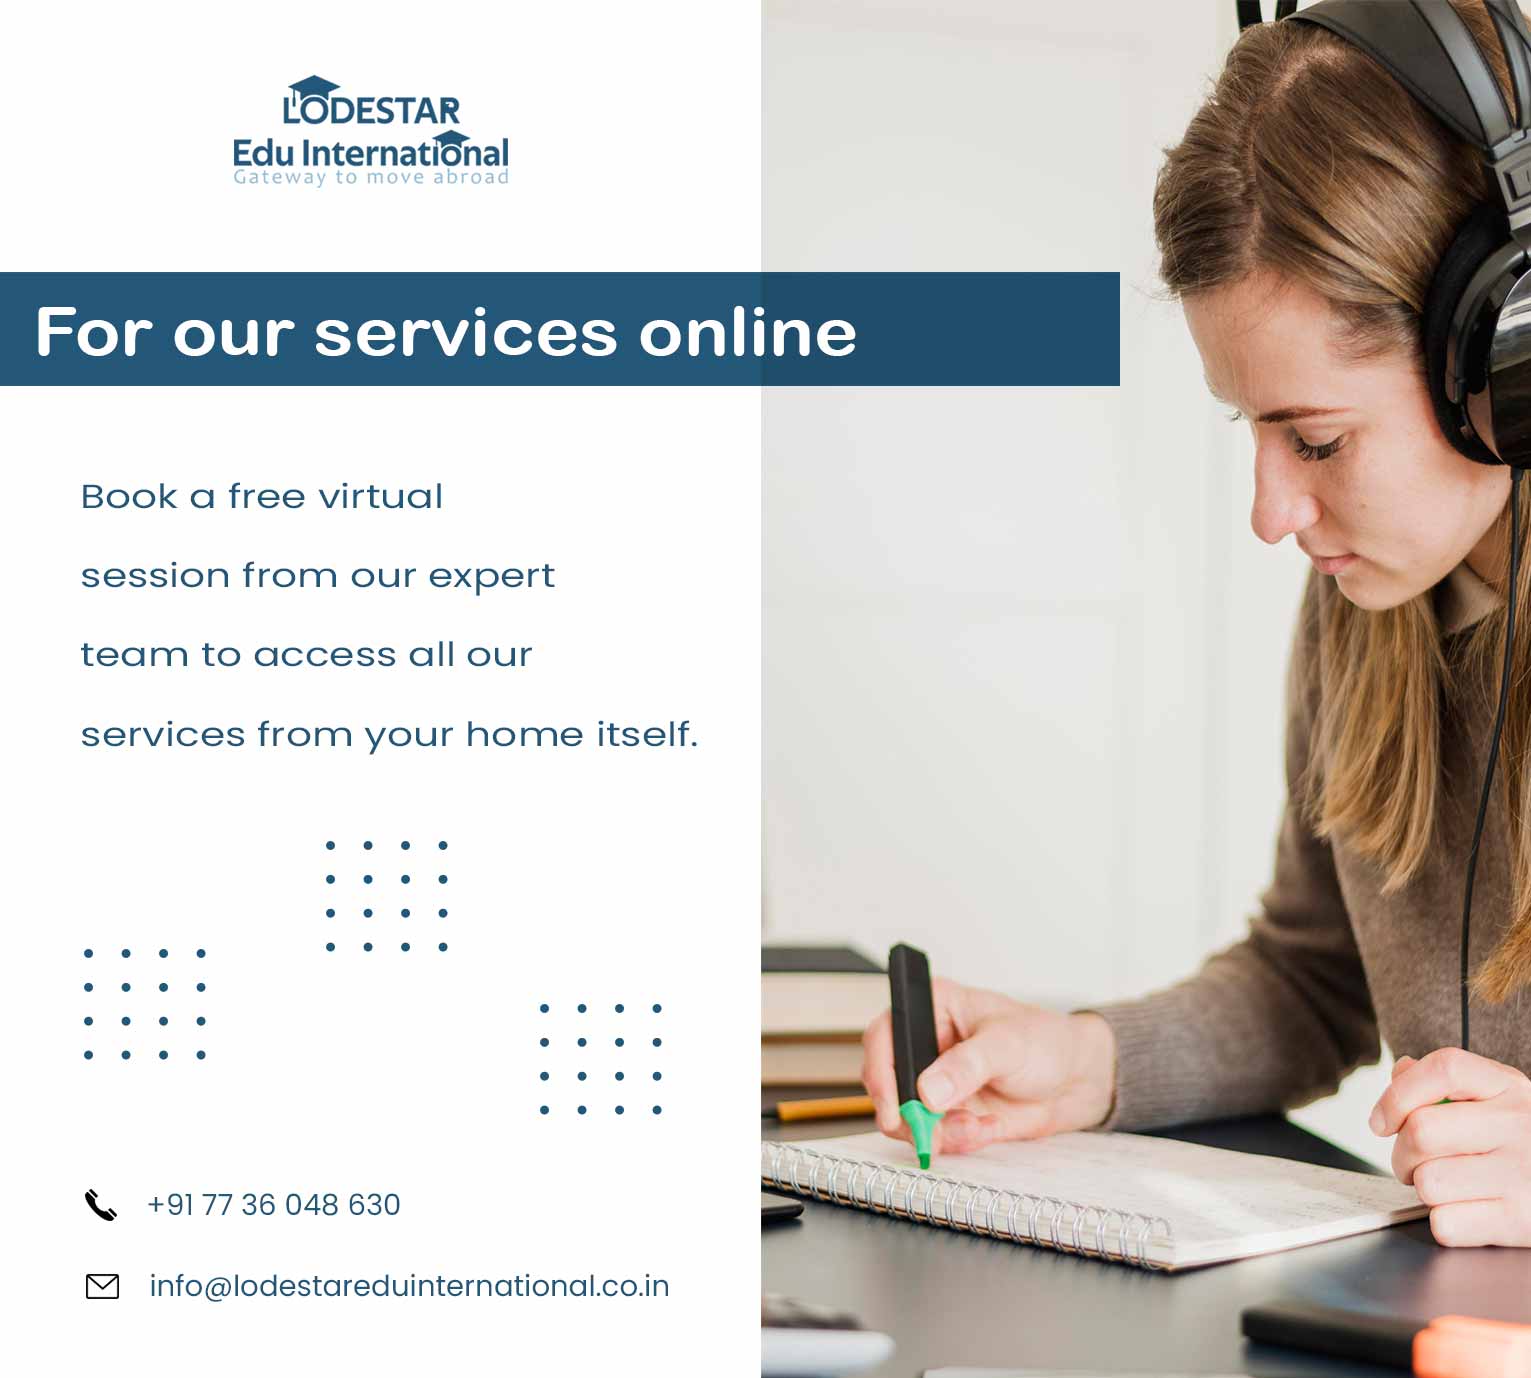 LODESTAR
Edu International
Gateway to move abroad
For our services online
Book a free virtual
session from our expert
team to access all our
services from your home itself.
+91 77 36 048 630
info@lodestareduinternational.co.in